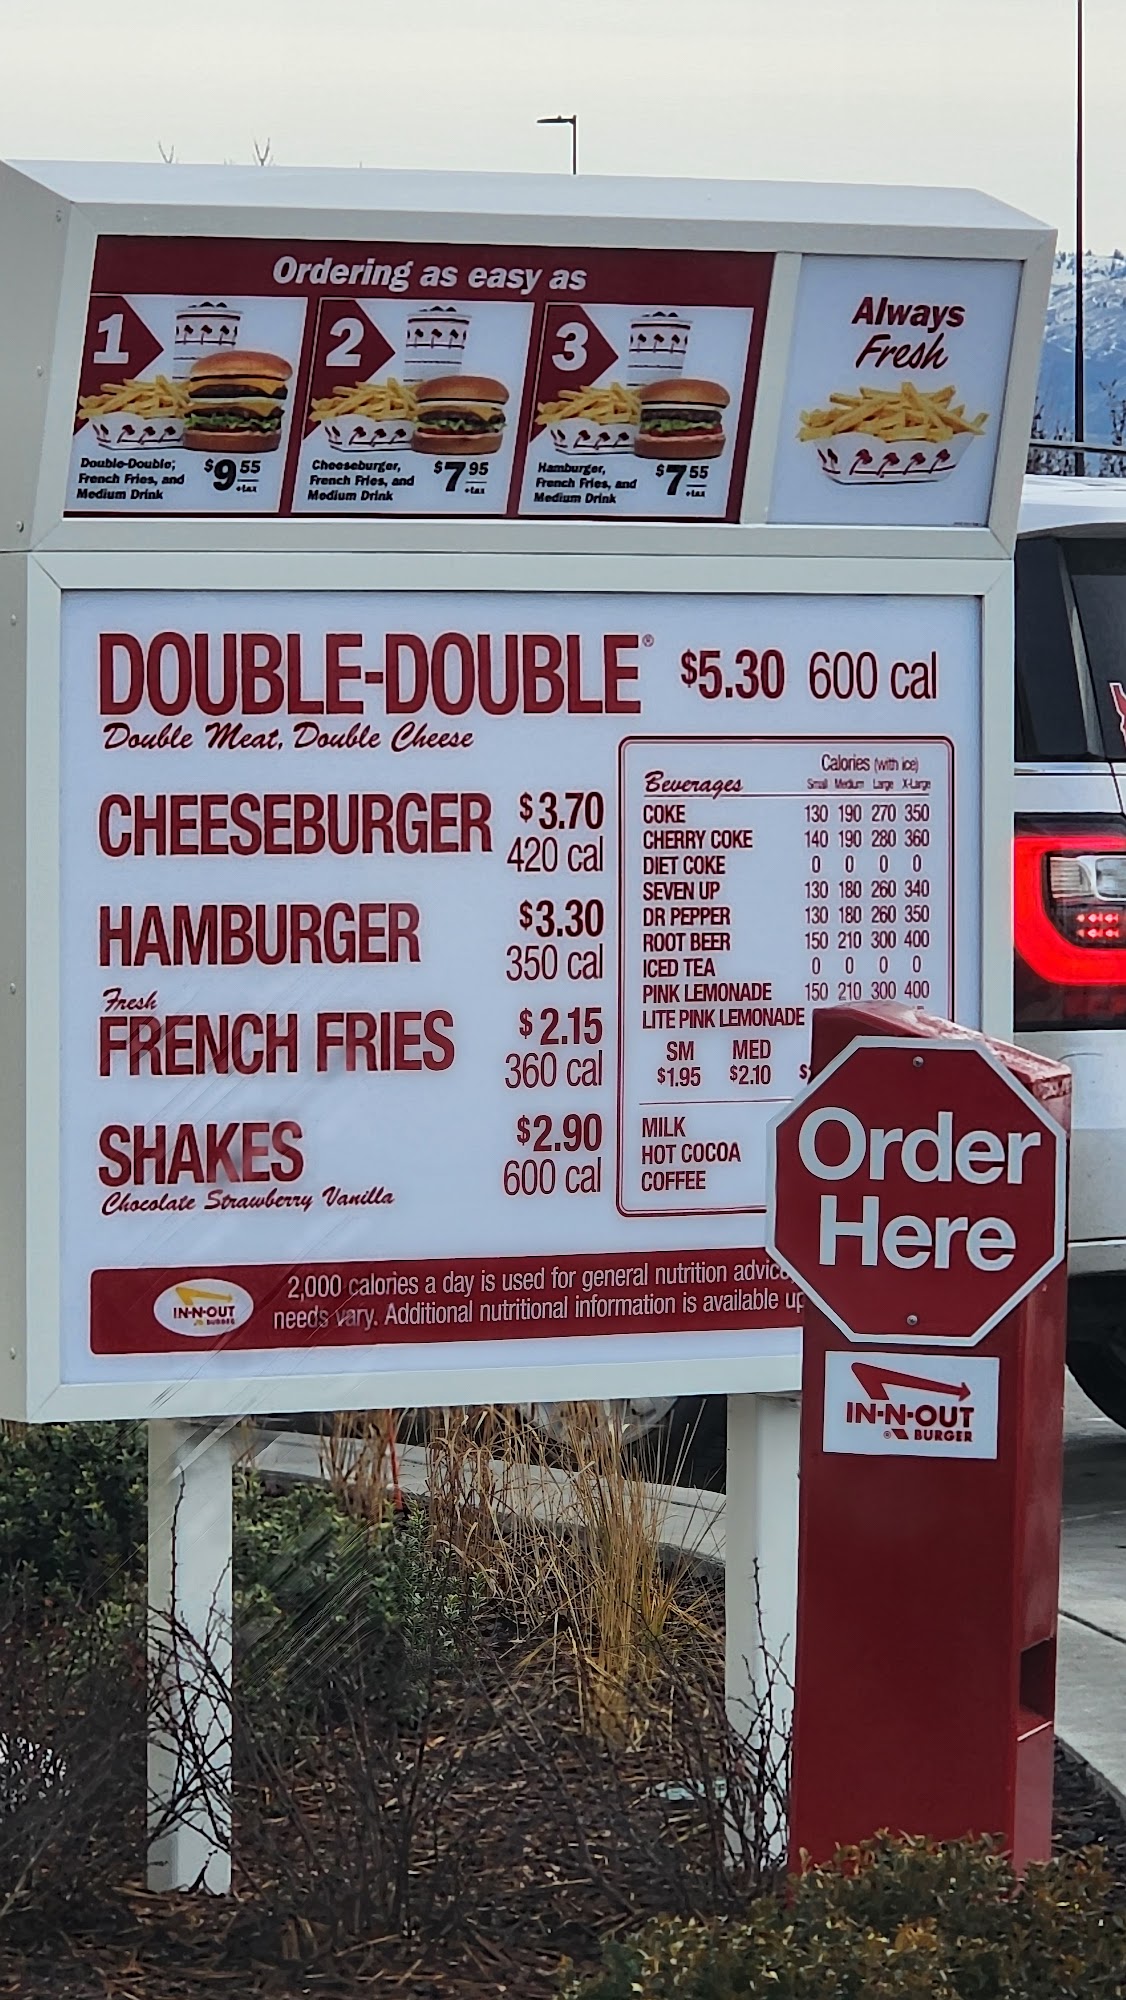 Ordering as easy as
1
Double-Double,
French Fries, and
Medium Drink
$9 55
+tax
2
Cheeseburger,
French Fries, and
Medium Drink
$7 95
+tax
3
Hamburger,
French Fries, and
Medium Drink
$7 55
+tax
Always
Fresh
DOUBLE-DOUBLE® $5.30 600 cal
Double Meat, Double Cheese
CHEESEBURGER $3.70
420 cal
HAMBURGER $3.30
350 cal
Fresh
FRENCH FRIES $2.15
360 cal
SHAKES $2.90
600 cal
Chocolate Strawberry Vanilla
Calories (with ice)
Beverages Small Medium Large X-Large
COKE 130 190 270 350
CHERRY COKE 140 190 280 360
DIET COKE 0 0 0 0
SEVEN UP 130 180 260 340
DR PEPPER 130 180 260 350
ROOT BEER 150 210 300 400
ICED TEA 0 0 0 0
PINK LEMONADE 150 210 300 400
LITE PINK LEMONADE
SM MED
$1.95 $2.10 $
MILK
HOT COCOA
COFFEE
IN-N-OUT
BURGER
2,000 calories a day is used for general nutrition
needs vary. Additional nutritional information is available
Order
Here
IN-N-OUT
® BURGER